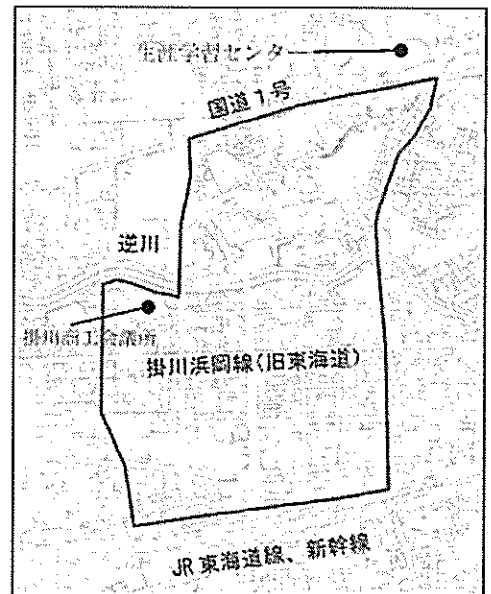 生涯学習センター
国道1号
逆川
掛川商工会議所
掛川浜岡線(旧東海道)
JR東海道線、新幹線